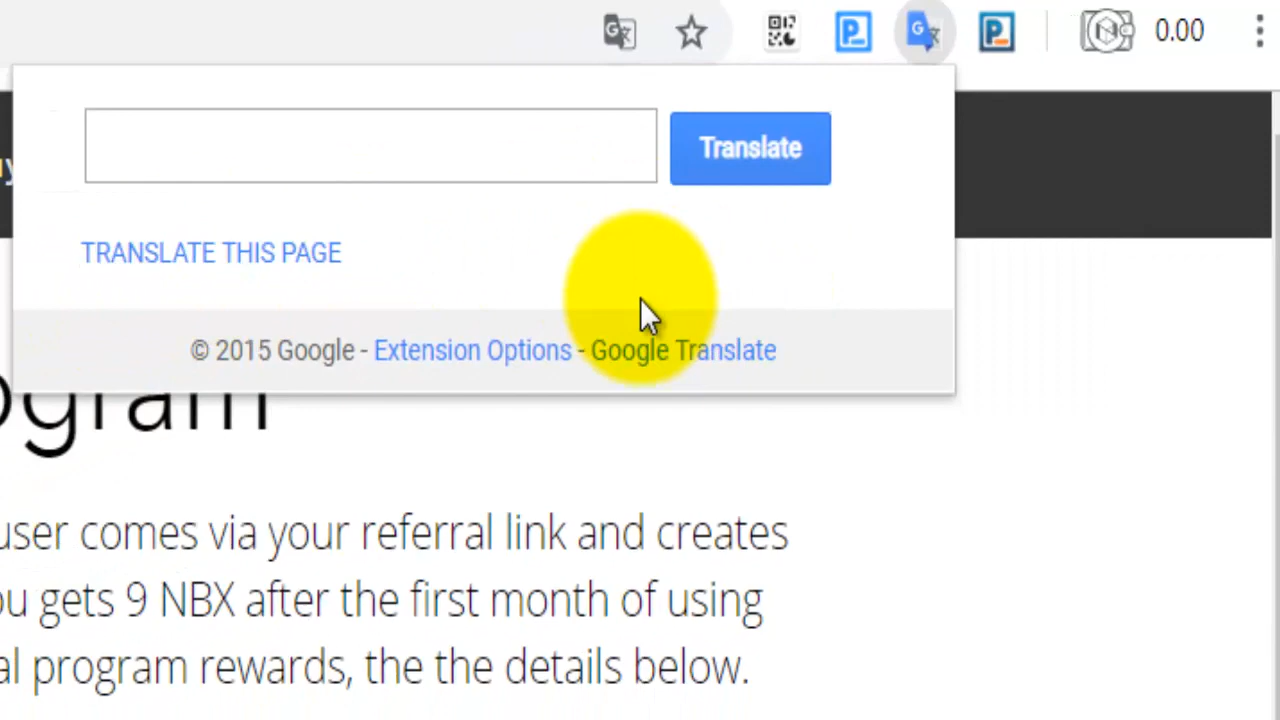 0.00
Translate
TRANSLATE THIS PAGE
© 2015 Google - Extension Options - Google Translate
ogram
user comes via your referral link and creates
ou gets 9 NBX after the first month of using
al program rewards, the the details below.